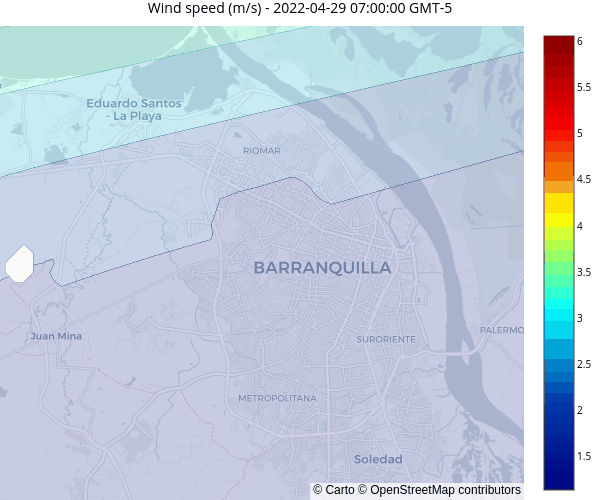 Wind speed (m/s) - 2022-04-29 07:00:00 GMT-5
6
5.5
5
4.5
4
3.5
3
2.5
2
1.5
Eduardo Santos
- La Playa
RIOMAR
BARRANQUILLA
Juan Mina
SURORIENTE
PALERMO
METROPOLITANA
Soledad
© Carto © OpenStreetMap contributors